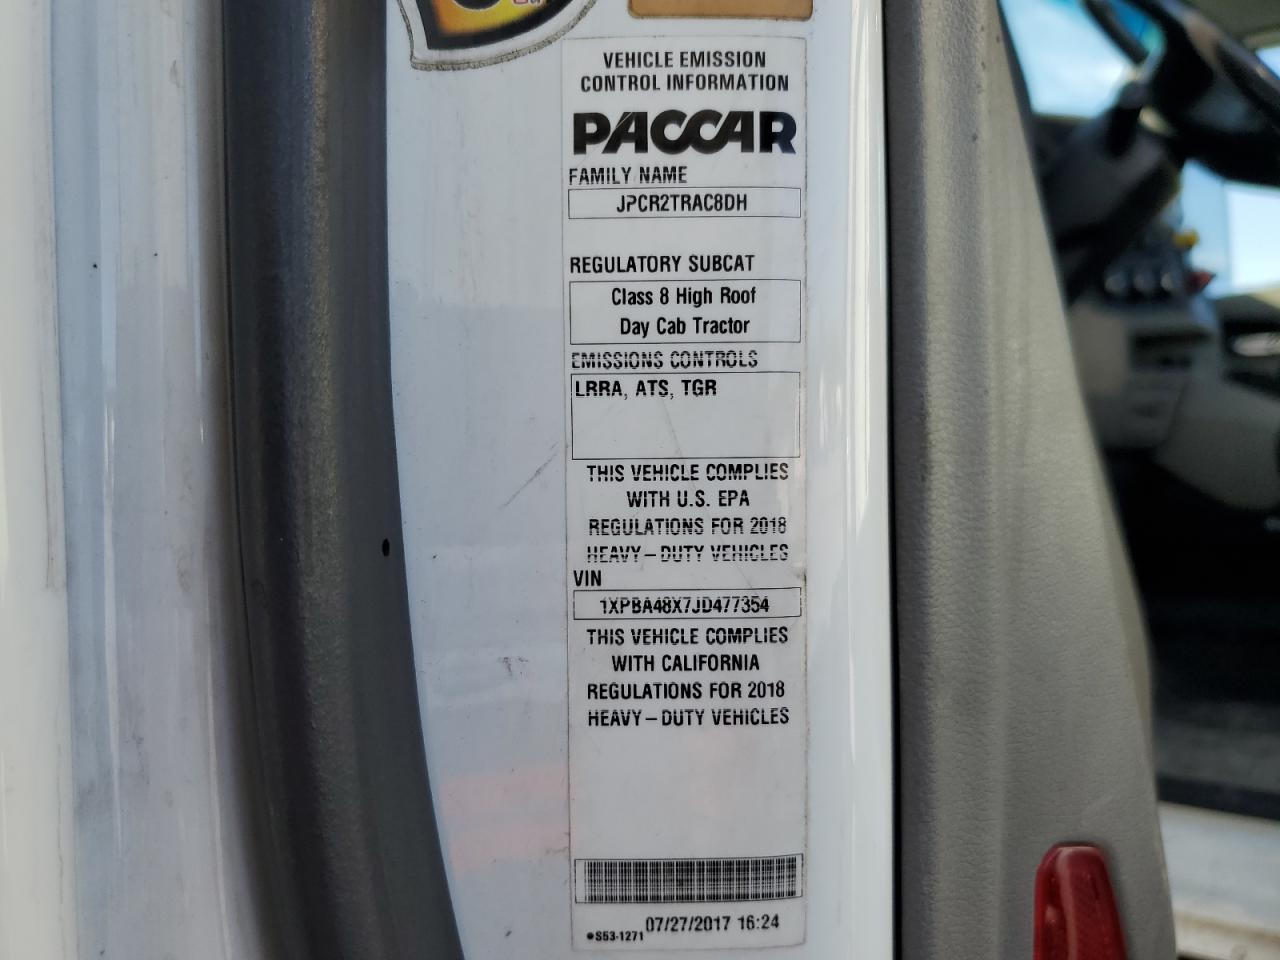 VEHICLE EMISSION
CONTROL INFORMATION
PACCAR
FAMILY NAME
JPCR2TRAC8DH
REGULATORY SUBCAT
Class 8 High Roof
Day Cab Tractor
EMISSIONS CONTROLS
LRRA, ATS, TGR
THIS VEHICLE COMPLIES
WITH U.S. EPA
REGULATIONS FOR 2018
HEAVY-DUTY VEHICLES
VIN
1XPBA48X7JD477354
THIS VEHICLE COMPLIES
WITH CALIFORNIA
REGULATIONS FOR 2018
HEAVY-DUTY VEHICLES
•S53-1271 07/27/2017 16:24